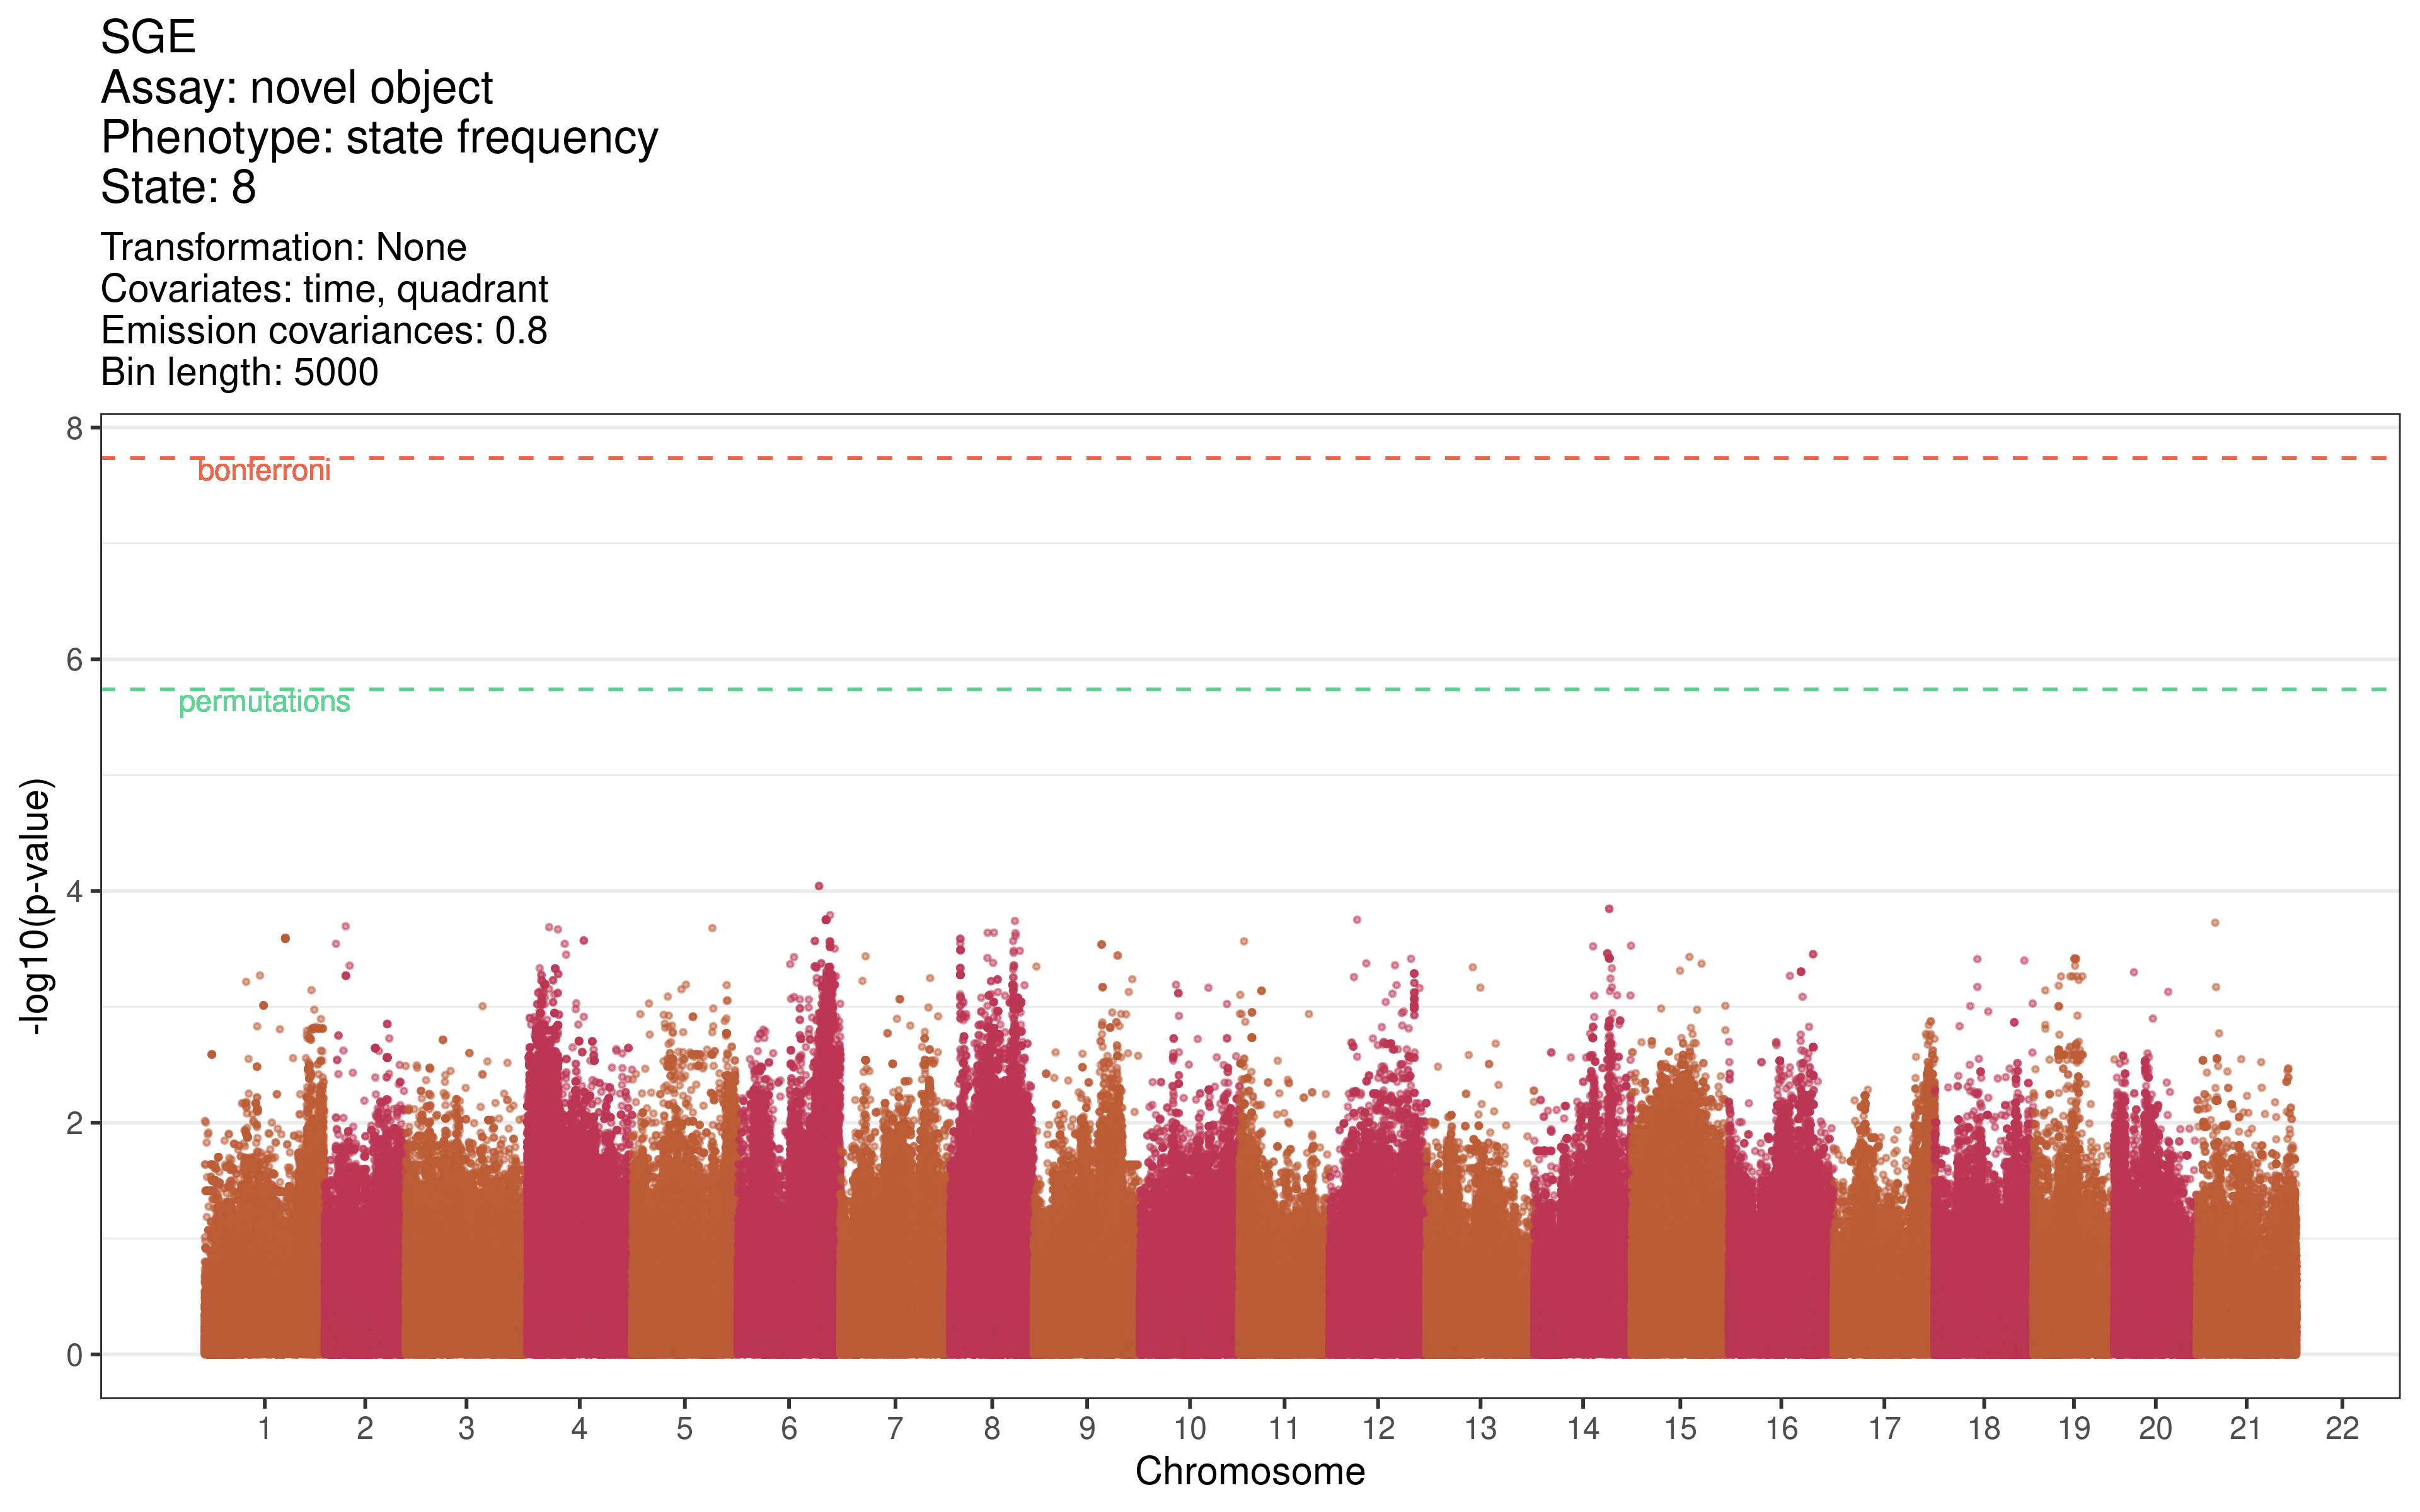 SGE
Assay: novel object
Phenotype: state frequency
State: 8
Transformation: None
Covariates: time, quadrant
Emission covariances: 0.8
Bin length: 5000
8
bonferroni
6
permutations
4
2
0
-log10(p-value)
1 2 3 4 5 6 7 8 9 10 11 12 13 14 15 16 17 18 19 20 21 22
Chromosome